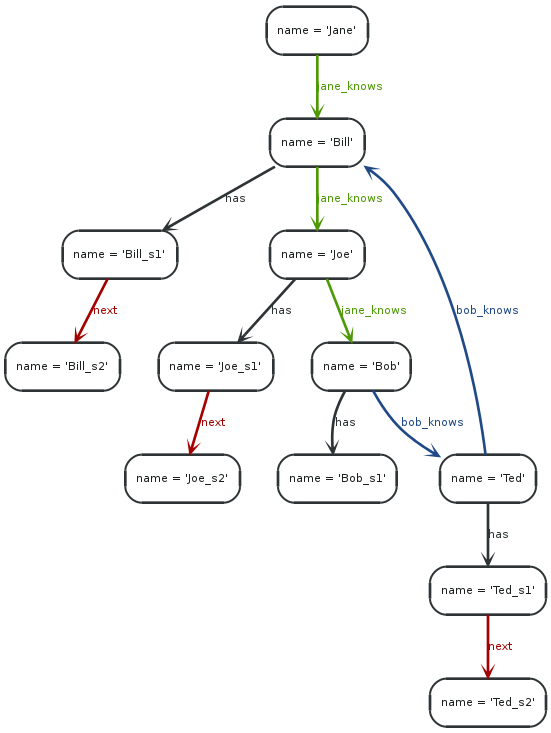 name = 'Jane'
jane_knows
name = 'Bill'
has
jane_knows
name = 'Bill_s1'
name = 'Joe'
next
has
jane_knows
bob_knows
name = 'Bill_s2'
name = 'Joe_s1'
name = 'Bob'
next
has
bob_knows
name = 'Joe_s2'
name = 'Bob_s1'
name = 'Ted'
has
name = 'Ted_s1'
next
name = 'Ted_s2'